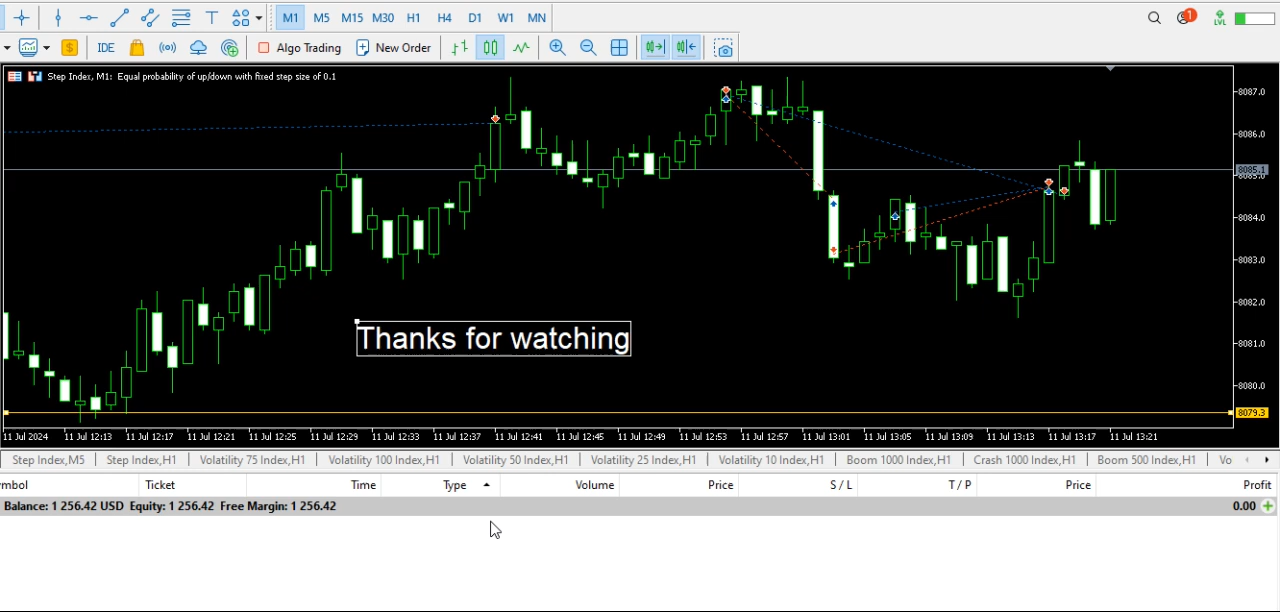 M1 M5 M15 M30 H1 H4 D1 W1 MN 1 LVL
$ IDE Algo Trading New Order
Step Index, M1: Equal probability of up/down with fixed step size of 0.1
8087.0
8086.0
8085.1
8084.0
8083.0
8082.0
Thanks for watching
8081.0
8080.0
8079.3
11 Jul 2024 11 Jul 12:13 11 Jul 12:17 11 Jul 12:21 11 Jul 12:25 11 Jul 12:29 11 Jul 12:33 11 Jul 12:37 11 Jul 12:41 11 Jul 12:45 11 Jul 12:49 11 Jul 12:53 11 Jul 12:57 11 Jul 13:01 11 Jul 13:05 11 Jul 13:09 11 Jul 13:13 11 Jul 13:17 11 Jul 13:21
Step Index,M5 Step Index,H1 Volatility 75 Index,H1 Volatility 100 Index,H1 Volatility 50 Index,H1 Volatility 25 Index,H1 Volatility 10 Index,H1 Boom 1000 Index,H1 Crash 1000 Index,H1 Boom 500 Index,H1 Vo
mbol Ticket Time Type Volume Price S / L T / P Price Profit
Balance: 1 256.42 USD Equity: 1 256.42 Free Margin: 1 256.42 0.00